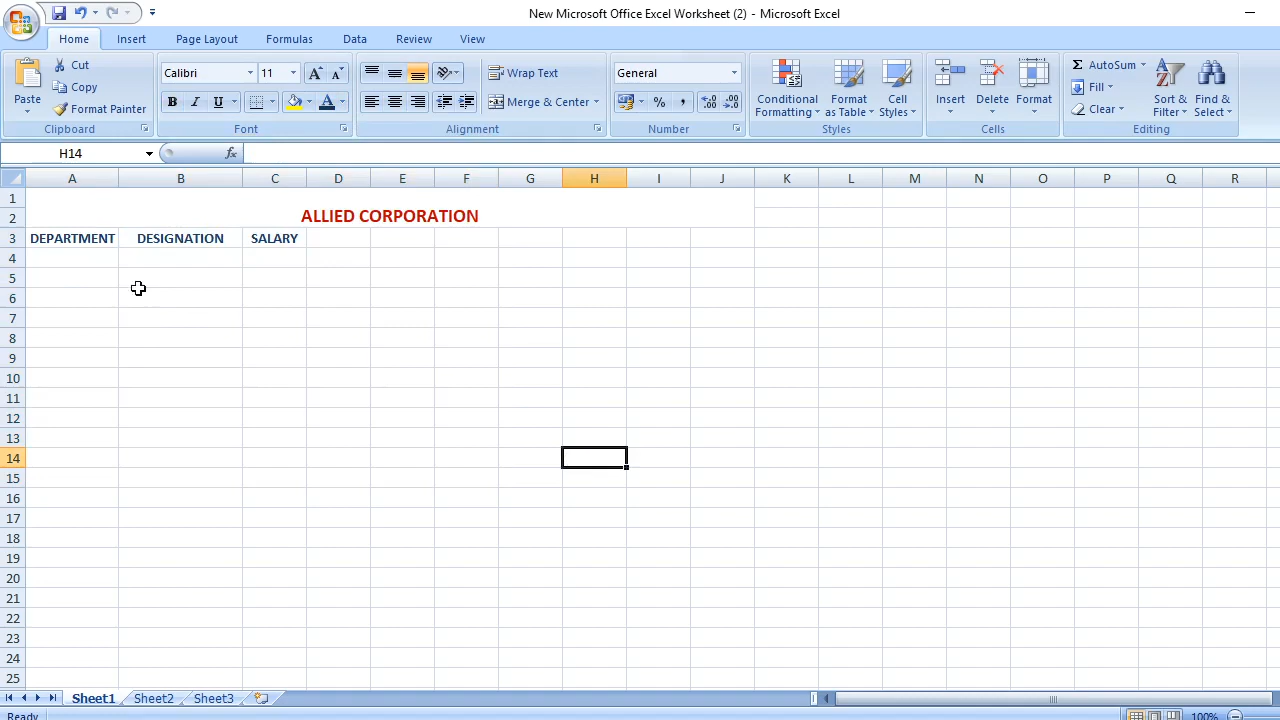 New Microsoft Office Excel Worksheet (2) - Microsoft Excel
Home Insert Page Layout Formulas Data Review View
Paste Cut Copy Format Painter
Clipboard
Calibri 11
B I U A
Font
Wrap Text
Merge & Center
Alignment
General
% ,
Number
Conditional Formatting Format as Table Cell Styles
Styles
Insert Delete Format
Cells
Σ AutoSum Fill Clear
Sort & Filter Find & Select
Editing
H14 fx
A B C D E F G H I J K L M N O P Q R
1
2 ALLIED CORPORATION
3 DEPARTMENT DESIGNATION SALARY
4
5
6
7
8
9
10
11
12
13
14
15
16
17
18
19
20
21
22
23
24
25
Sheet1 Sheet2 Sheet3
Ready 100%